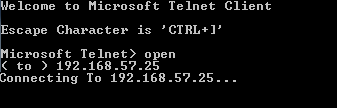 Welcome to Microsoft Telnet Client
Escape Character is 'CTRL+]'
Microsoft Telnet> open
( to ) 192.168.57.25
Connecting To 192.168.57.25...